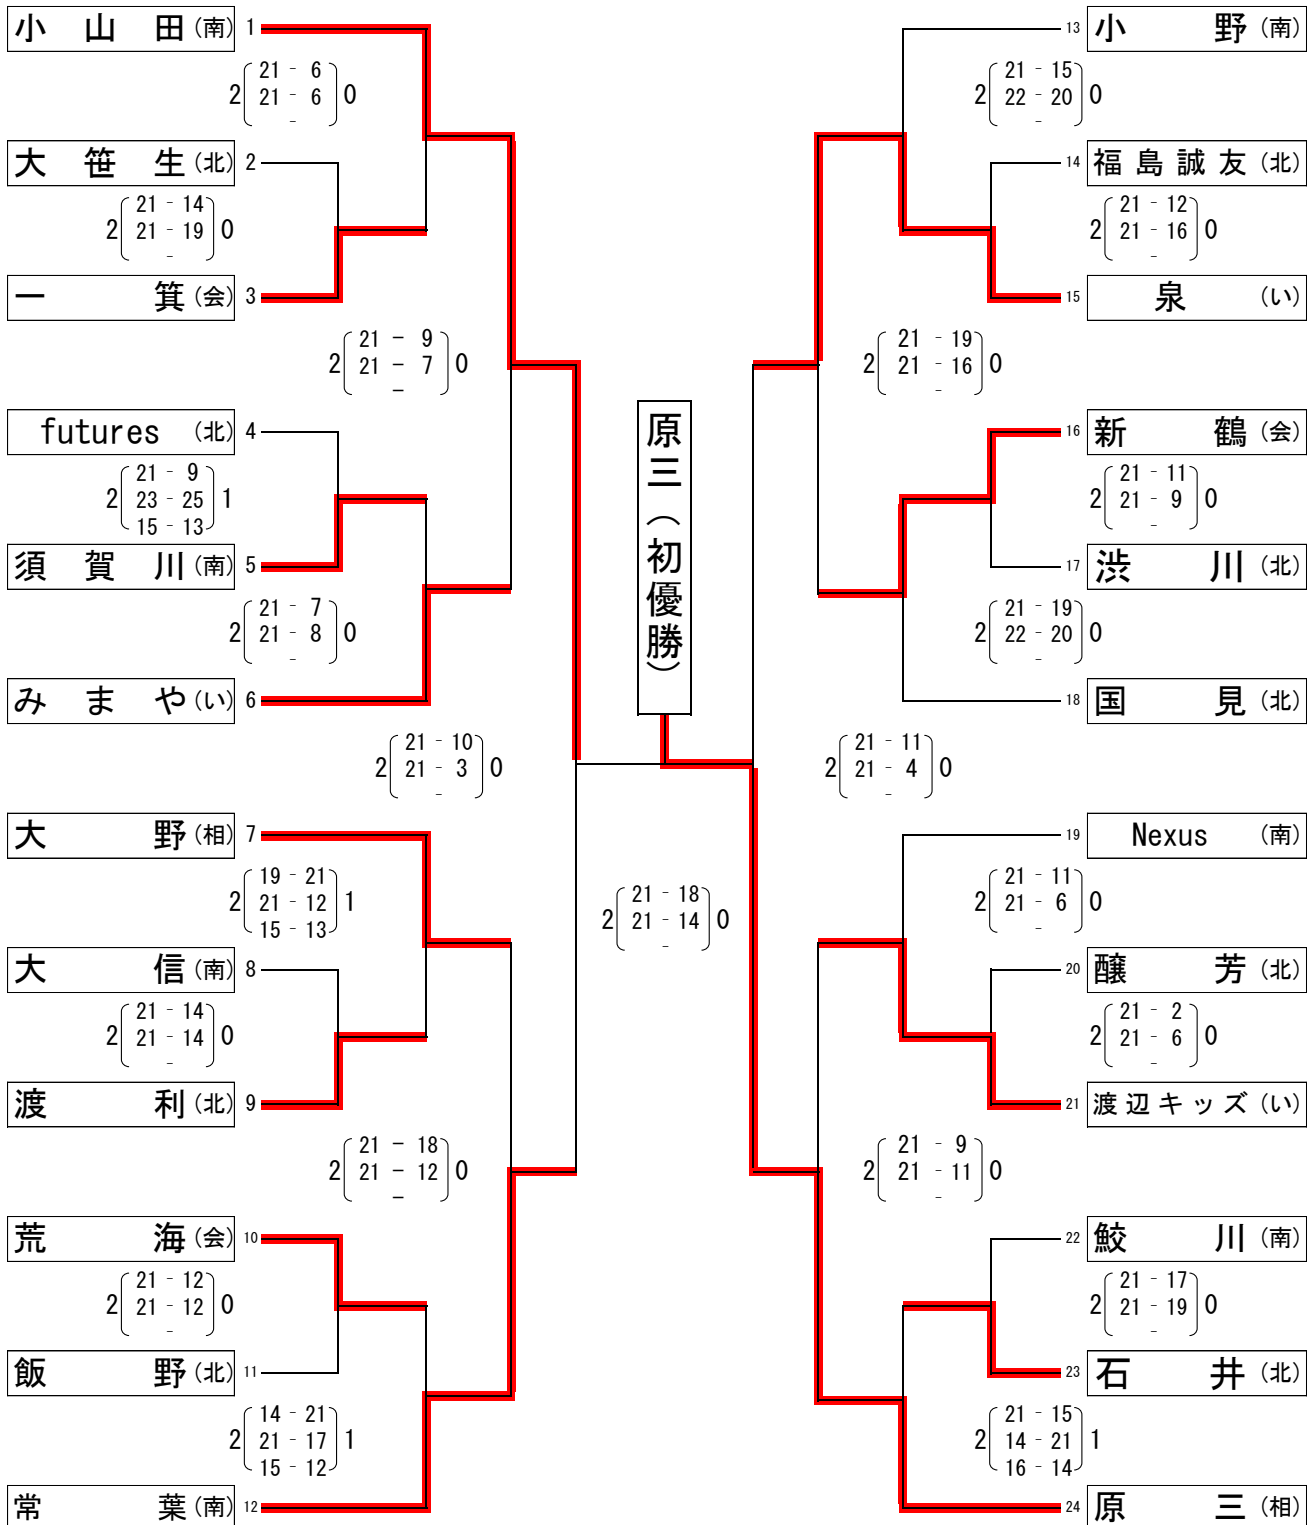 小山田(南) 1
2 21 - 6 0
21 - 6
-
大笹生(北) 2
2 21 - 14 0
21 - 19
-
一箕(会) 3
2 21 - 9 0
21 - 7
-
futures (北) 4
2 21 - 9 1
23 - 25
15 - 13
須賀川(南) 5
2 21 - 7 0
21 - 8
-
みまや(い) 6
2 21 - 10 0
21 - 3
-
大野(相) 7
2 19 - 21 1
21 - 12
15 - 13
大信(南) 8
2 21 - 14 0
21 - 14
-
渡利(北) 9
2 21 - 18 0
21 - 12
-
荒海(会) 10
2 21 - 12 0
21 - 12
-
飯野(北) 11
2 14 - 21 1
21 - 17
15 - 12
常葉(南) 12
原三(初優勝)
2 21 - 18 0
21 - 14
-
13 小野(南)
2 21 - 15 0
22 - 20
-
14 福島誠友(北)
2 21 - 12 0
21 - 16
-
15 泉(い)
2 21 - 19 0
21 - 16
-
16 新鶴(会)
2 21 - 11 0
21 - 9
-
17 渋川(北)
2 21 - 19 0
22 - 20
-
18 国見(北)
2 21 - 11 0
21 - 4
-
19 Nexus (南)
2 21 - 11 0
21 - 6
-
20 醸芳(北)
2 21 - 2 0
21 - 6
-
21 渡辺キッズ(い)
2 21 - 9 0
21 - 11
-
22 鮫川(南)
2 21 - 17 0
21 - 19
-
23 石井(北)
2 21 - 15 1
14 - 21
16 - 14
24 原三(相)